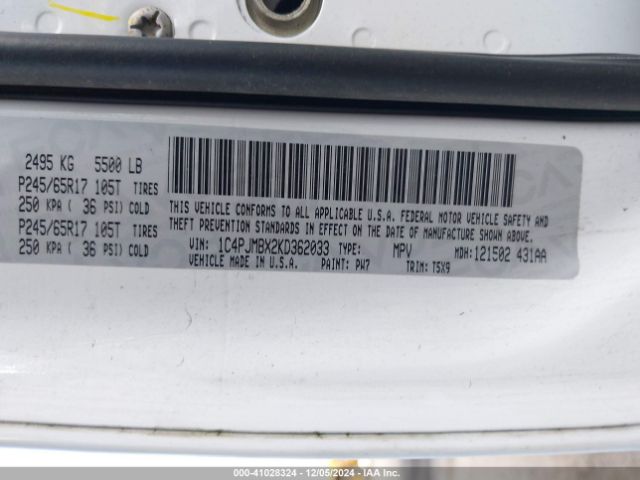 2495 KG 5500 LB
P245/65R17 105T TIRES
250 KPA ( 36 PSI) COLD
P245/65R17 105T TIRES
250 KPA ( 36 PSI) COLD
THIS VEHICLE CONFORMS TO ALL APPLICABLE U.S.A. FEDERAL MOTOR VEHICLE SAFETY AND
THEFT PREVENTION STANDARDS IN EFFECT ON THE DATE OF MANUFACTURE SHOWN ABOVE.
VIN: 1C4PJMBX2KD362033 TYPE: MPV MDH: 121502 431AA
VEHICLE MADE IN U.S.A. PAINT: PW7 TRIM: T5X9
000-41028324 | 12/05/2024 | IAA Inc.